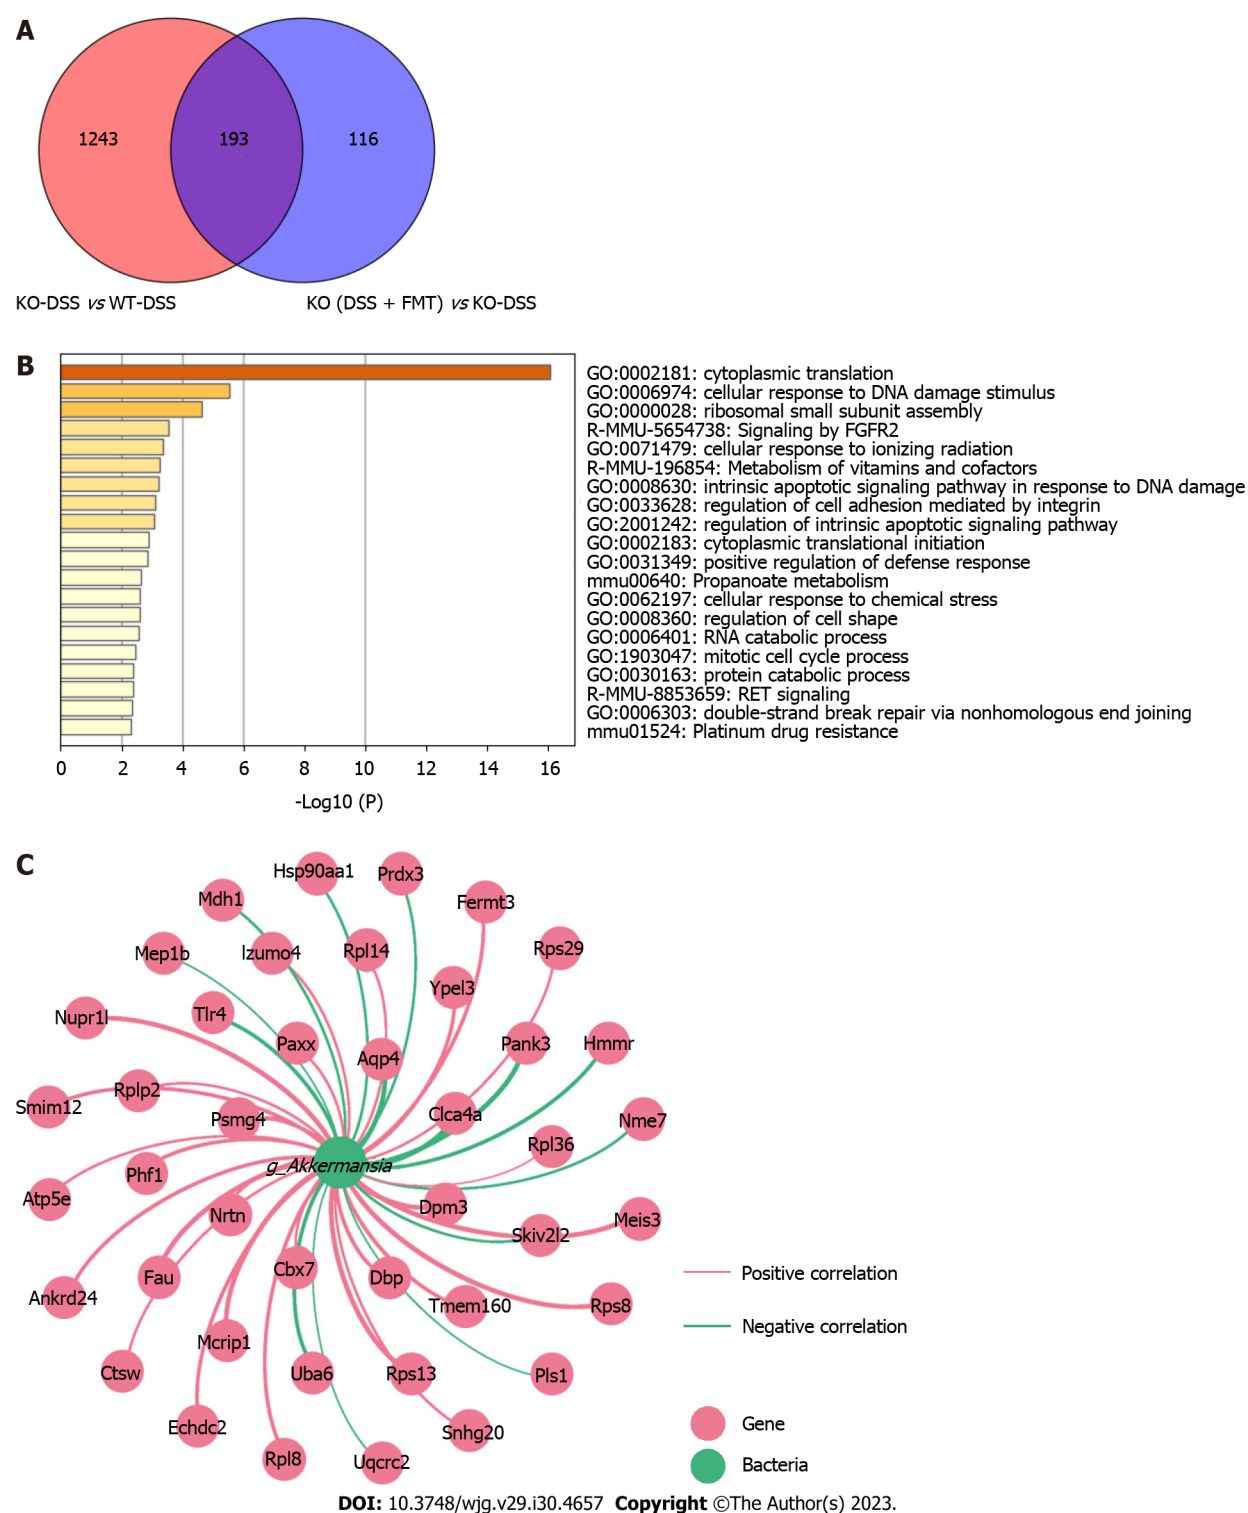 A
1243
193
116
KO-DSS vs WT-DSS
KO (DSS + FMT) vs KO-DSS
B
GO:0002181: cytoplasmic translation
GO:0006974: cellular response to DNA damage stimulus
GO:0000028: ribosomal small subunit assembly
R-MMU-5654738: Signaling by FGFR2
GO:0071479: cellular response to ionizing radiation
R-MMU-196854: Metabolism of vitamins and cofactors
GO:0008630: intrinsic apoptotic signaling pathway in response to DNA damage
GO:0033628: regulation of cell adhesion mediated by integrin
GO:2001242: regulation of intrinsic apoptotic signaling pathway
GO:0002183: cytoplasmic translational initiation
GO:0031349: positive regulation of defense response
mmu00640: Propanoate metabolism
GO:0062197: cellular response to chemical stress
GO:0008360: regulation of cell shape
GO:0006401: RNA catabolic process
GO:1903047: mitotic cell cycle process
GO:0030163: protein catabolic process
R-MMU-8853659: RET signaling
GO:0006303: double-strand break repair via nonhomologous end joining
mmu01524: Platinum drug resistance
0 2 4 6 8 10 12 14 16
-Log10 (P)
C
Hsp90aa1
Prdx3
Mdh1
Fermt3
Mep1b
Izumo4
Rpl14
Rps29
Ypel3
Nupr1l
Tlr4
Paxx
Aqp4
Pank3
Hmmr
Smim12
Rplp2
Psmg4
Clca4a
Nme7
Rpl36
g_Akkermansia
Phf1
Atp5e
Nrtn
Dpm3
Skiv2l2
Meis3
Ankrd24
Fau
Cbx7
Dbp
Tmem160
Rps8
Positive correlation
Negative correlation
Mcrip1
Ctsw
Uba6
Rps13
Pls1
Echdc2
Rpl8
Uqcrc2
Snhg20
Gene
Bacteria
DOI: 10.3748/wjg.v29.i30.4657 Copyright ©The Author(s) 2023.